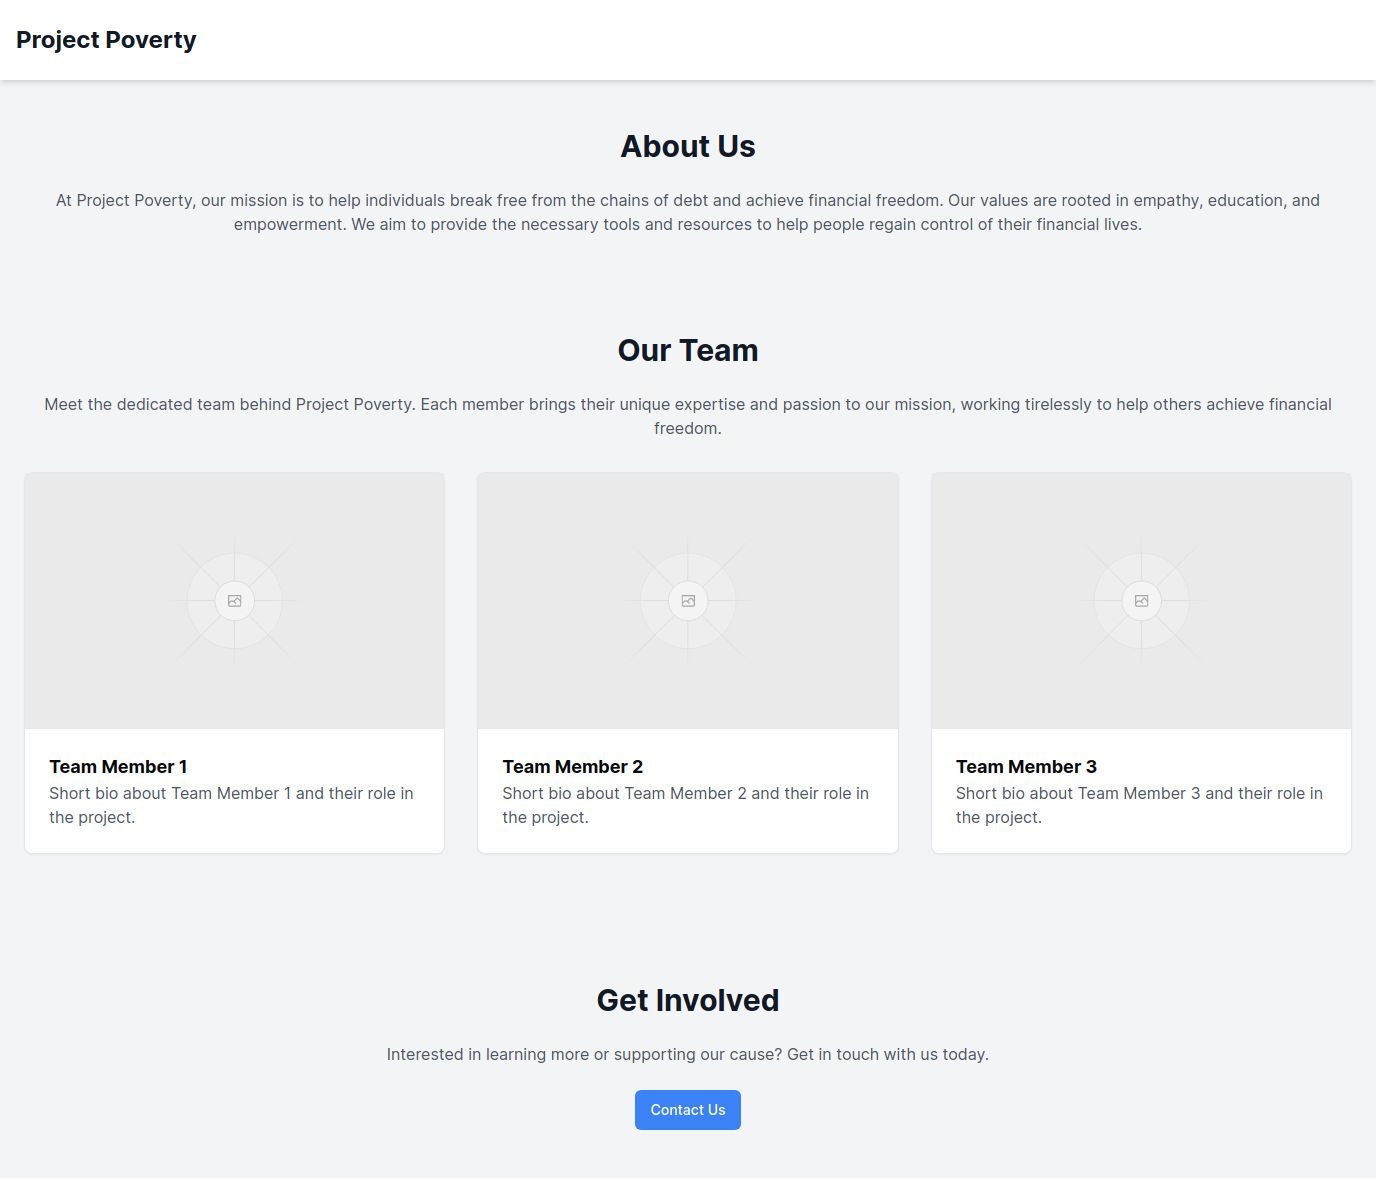 Project Poverty
About Us
At Project Poverty, our mission is to help individuals break free from the chains of debt and achieve financial freedom. Our values are rooted in empathy, education, and
empowerment. We aim to provide the necessary tools and resources to help people regain control of their financial lives.
Our Team
Meet the dedicated team behind Project Poverty. Each member brings their unique expertise and passion to our mission, working tirelessly to help others achieve financial
freedom.
Team Member 1
Short bio about Team Member 1 and their role in
the project.
Team Member 2
Short bio about Team Member 2 and their role in
the project.
Team Member 3
Short bio about Team Member 3 and their role in
the project.
Get Involved
Interested in learning more or supporting our cause? Get in touch with us today.
Contact Us